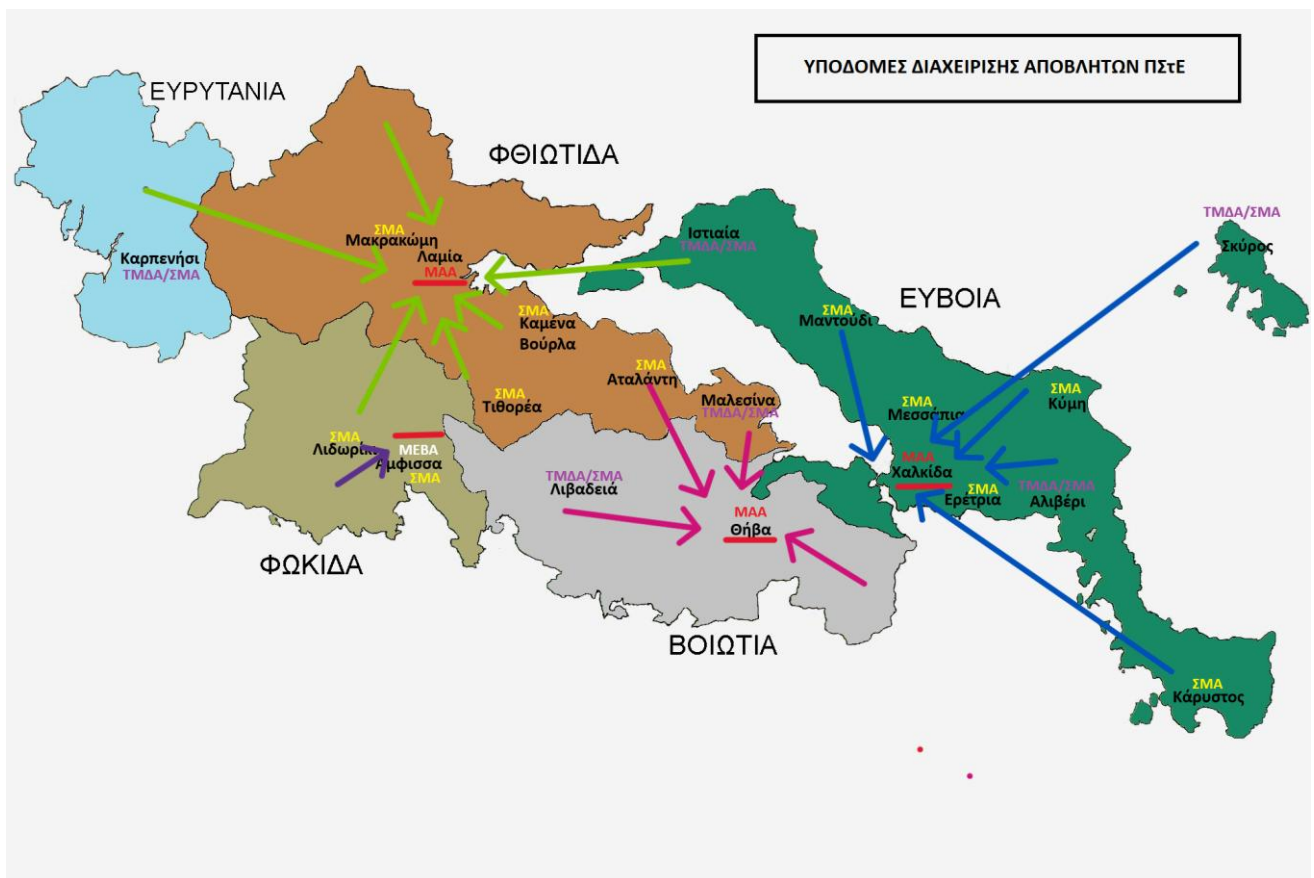 ΥΠΟΔΟΜΕΣ ΔΙΑΧΕΙΡΙΣΗΣ ΑΠΟΒΛΗΤΩΝ ΠΣτΕ
ΕΥΡΥΤΑΝΙΑ
ΦΘΙΩΤΙΔΑ
ΣΜΑ
Μακρακώμη
Λαμία
ΜΑΑ
Καρπενήσι
ΤΜΔΑ/ΣΜΑ
Ιστιαία
ΤΜΔΑ/ΣΜΑ
ΤΜΔΑ/ΣΜΑ
Σκύρος
ΕΥΒΟΙΑ
ΣΜΑ
Μαντούδι
ΣΜΑ
Καμένα
Βούρλα
ΣΜΑ
Αταλάντη
ΣΜΑ
Τιθορέα
Μαλεσίνα
ΤΜΔΑ/ΣΜΑ
ΣΜΑ
Μεσσάπια
ΣΜΑ
Κύμη
ΣΜΑ
Λιδωρίκι
ΜΕΒΑ
Άμφισσα
ΣΜΑ
ΤΜΔΑ/ΣΜΑ
Λιβαδειά
ΜΑΑ
Χαλκίδα
ΣΜΑ
Ερέτρια
ΤΜΔΑ/ΣΜΑ
Αλιβέρι
ΜΑΑ
Θήβα
ΦΩΚΙΔΑ
ΒΟΙΩΤΙΑ
ΣΜΑ
Κάρυστος